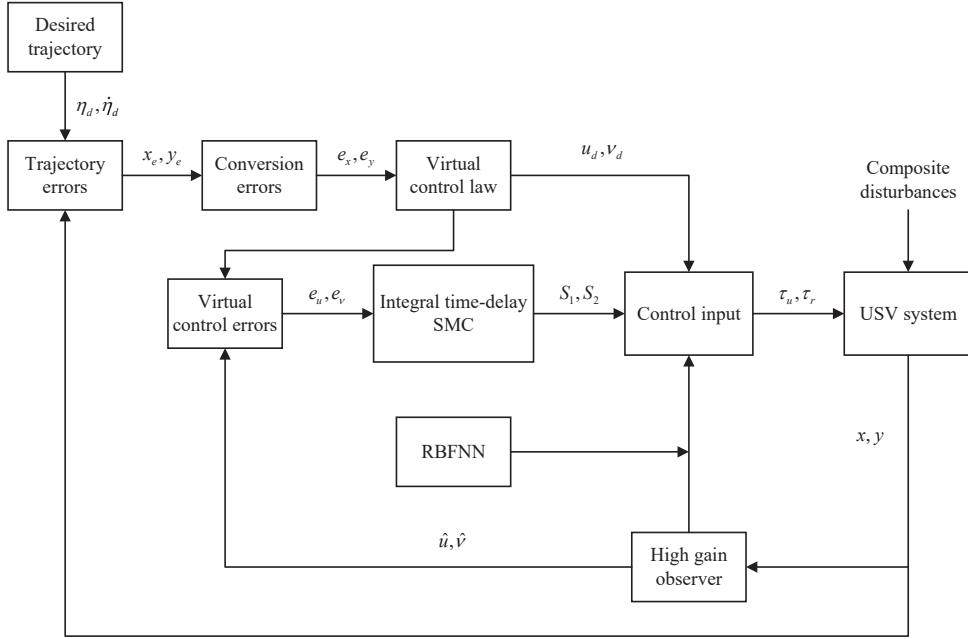 Desired
trajectory
η_d, η̇_d
Trajectory
errors
x_e, y_e
Conversion
errors
e_x, e_y
Virtual
control law
u_d, ν_d
Composite
disturbances
Virtual
control errors
e_u, e_ν
Integral time-delay
SMC
S_1, S_2
Control input
τ_u, τ_r
USV system
x, y
RBFNN
û, ν̂
High gain
observer